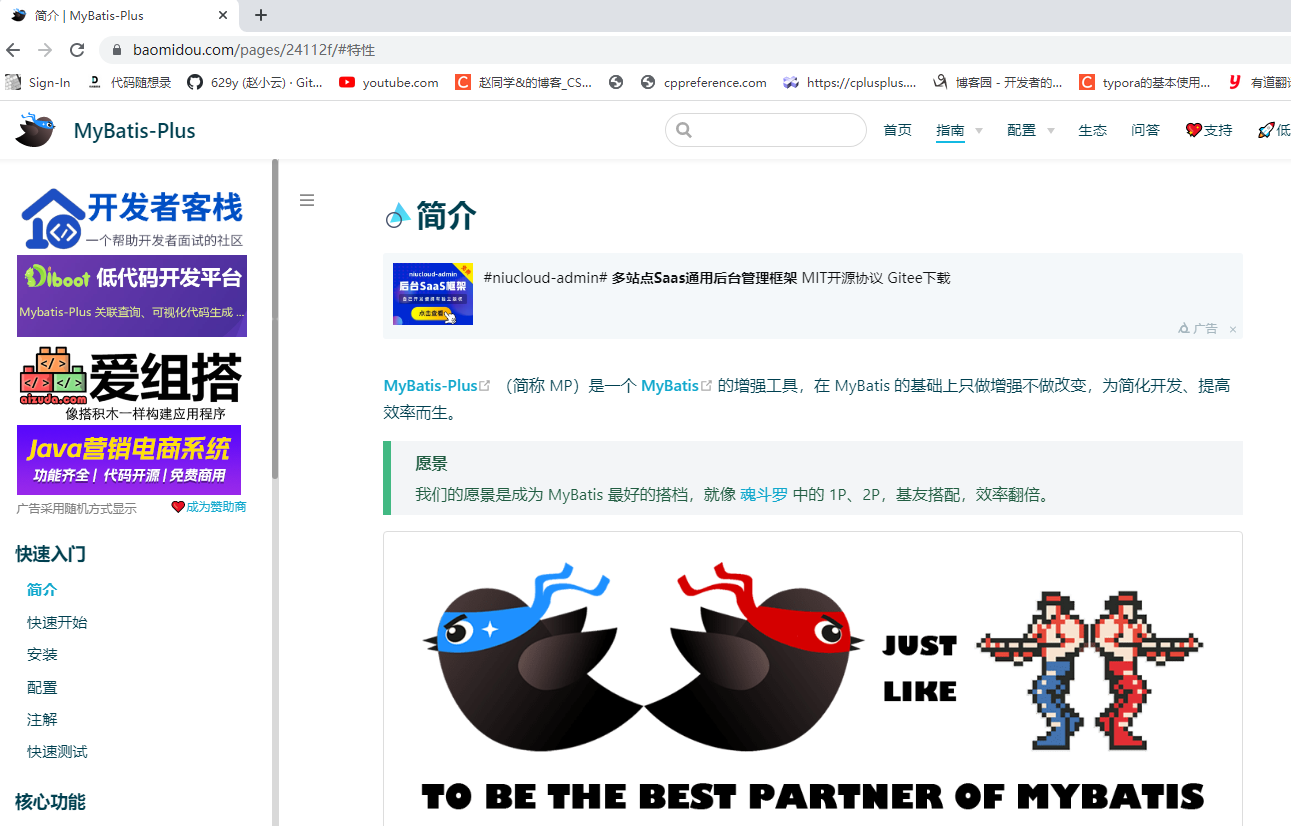 简介 | MyBatis-Plus
baomidou.com/pages/24112f/#特性
Sign-In 代码随想录 629y (赵小云) · Git... youtube.com 赵同学&的博客_CS... cppreference.com https://cplusplus.... 博客园 - 开发者的... typora的基本使用... 有道翻
MyBatis-Plus 首页 指南 配置 生态 问答 支持 低
开发者客栈
一个帮助开发者面试的社区
Diboot 低代码开发平台
Mybatis-Plus 关联查询、可视化代码生成 ...
爱组搭
aizuda.com
像搭积木一样构建应用程序
Java营销电商系统
功能齐全 | 代码开源 | 免费商用
广告采用随机方式显示 成为赞助商
快速入门
简介
快速开始
安装
配置
注解
快速测试
核心功能
简介
niucloud-admin
后台SaaS框架
点击查看
#niucloud-admin# 多站点Saas通用后台管理框架 MIT开源协议 Gitee下载
广告 ×
MyBatis-Plus （简称 MP）是一个 MyBatis 的增强工具，在 MyBatis 的基础上只做增强不做改变，为简化开发、提高
效率而生。
愿景
我们的愿景是成为 MyBatis 最好的搭档，就像 魂斗罗 中的 1P、2P，基友搭配，效率翻倍。
JUST
LIKE
TO BE THE BEST PARTNER OF MYBATIS